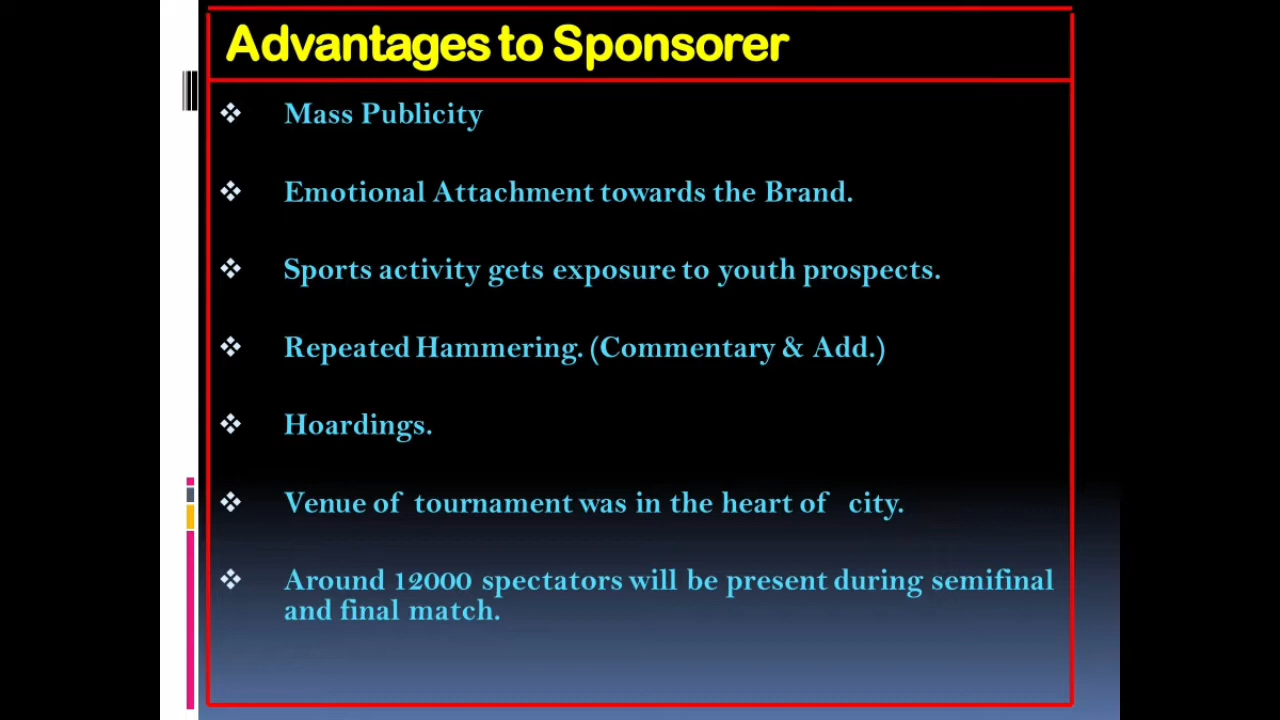 Advantages to Sponsorer
Mass Publicity
Emotional Attachment towards the Brand.
Sports activity gets exposure to youth prospects.
Repeated Hammering. (Commentary & Add.)
Hoardings.
Venue of tournament was in the heart of city.
Around 12000 spectators will be present during semifinal
and final match.